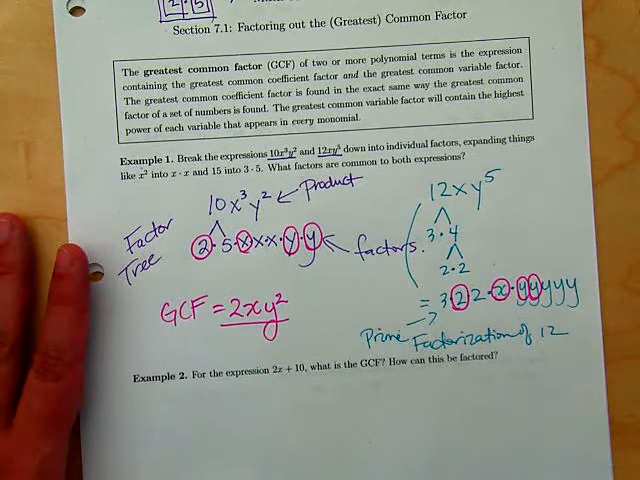 2 · 5
Section 7.1: Factoring out the (Greatest) Common Factor
The greatest common factor (GCF) of two or more polynomial terms is the expression
containing the greatest common coefficient factor and the greatest common variable factor.
The greatest common coefficient factor is found in the exact same way the greatest common
factor of a set of numbers is found. The greatest common variable factor will contain the highest
power of each variable that appears in every monomial.
Example 1. Break the expressions 10x³y² and 12xy⁵ down into individual factors, expanding things
like x² into x · x and 15 into 3 · 5. What factors are common to both expressions?
10x³y² ← Product
12xy⁵
Factor
Tree
3 · 4
2 · 5 · x·x·x · y·y ← factors.
2 · 2
= 3·2·2·x·yyyyy
GCF = 2xy²
Prime Factorization of 12
Example 2. For the expression 2x + 10, what is the GCF? How can this be factored?